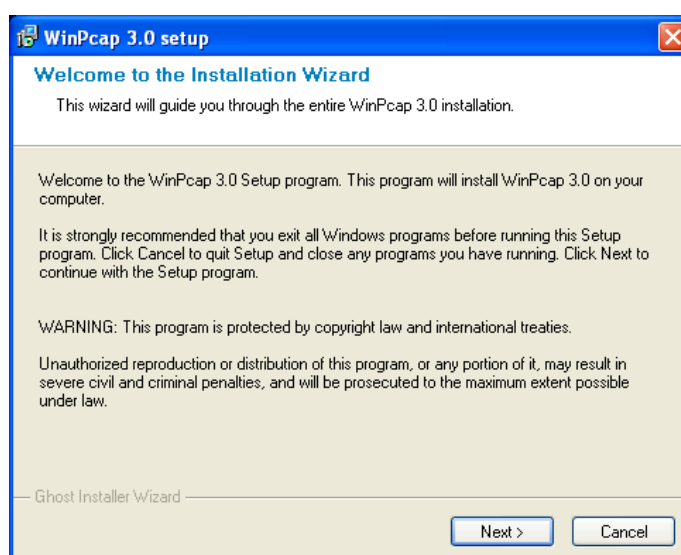 WinPcap 3.0 setup
Welcome to the Installation Wizard
This wizard will guide you through the entire WinPcap 3.0 installation.
Welcome to the WinPcap 3.0 Setup program. This program will install WinPcap 3.0 on your
computer.
It is strongly recommended that you exit all Windows programs before running this Setup
program. Click Cancel to quit Setup and close any programs you have running. Click Next to
continue with the Setup program.
WARNING: This program is protected by copyright law and international treaties.
Unauthorized reproduction or distribution of this program, or any portion of it, may result in
severe civil and criminal penalties, and will be prosecuted to the maximum extent possible
under law.
Ghost Installer Wizard
Next > Cancel